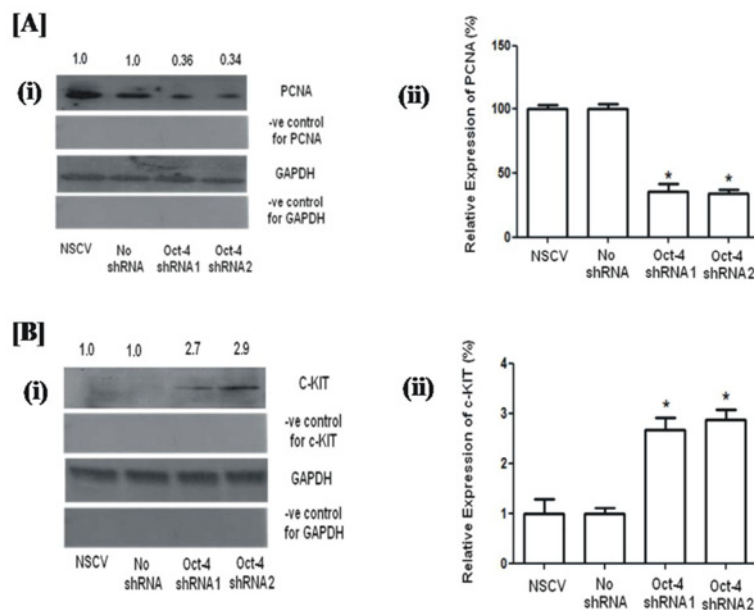 [A]
(i)
1.0 1.0 0.36 0.34
PCNA
-ve control
for PCNA
GAPDH
-ve control
for GAPDH
NSCV
No
shRNA
Oct-4
shRNA1
Oct-4
shRNA2
(ii)
Relative Expression of PCNA (%)
150
100
50
0
NSCV
No
shRNA
Oct-4
shRNA1
Oct-4
shRNA2
*
*
[B]
(i)
1.0 1.0 2.7 2.9
C-KIT
-ve control
for c-KIT
GAPDH
-ve control
for GAPDH
NSCV
No
shRNA
Oct-4
shRNA1
Oct-4
shRNA2
(ii)
Relative Expression of c-KIT (%)
4
3
2
1
0
NSCV
No
shRNA
Oct-4
shRNA1
Oct-4
shRNA2
*
*